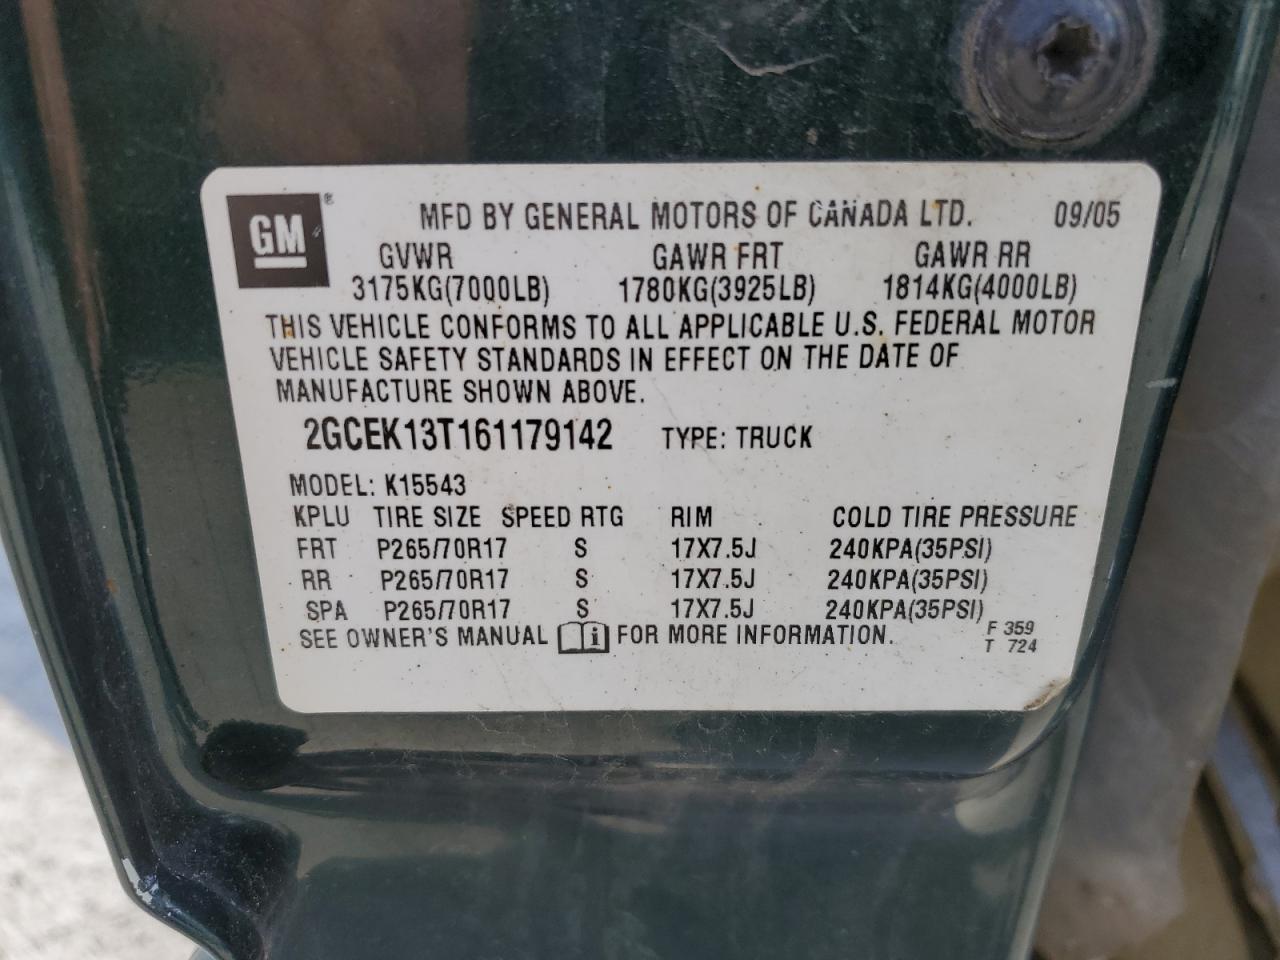 GM®
MFD BY GENERAL MOTORS OF CANADA LTD. 09/05
GVWR GAWR FRT GAWR RR
3175KG(7000LB) 1780KG(3925LB) 1814KG(4000LB)
THIS VEHICLE CONFORMS TO ALL APPLICABLE U.S. FEDERAL MOTOR
VEHICLE SAFETY STANDARDS IN EFFECT ON THE DATE OF
MANUFACTURE SHOWN ABOVE.
2GCEK13T161179142 TYPE: TRUCK
MODEL: K15543
KPLU TIRE SIZE SPEED RTG RIM COLD TIRE PRESSURE
FRT P265/70R17 S 17X7.5J 240KPA(35PSI)
RR P265/70R17 S 17X7.5J 240KPA(35PSI)
SPA P265/70R17 S 17X7.5J 240KPA(35PSI)
SEE OWNER'S MANUAL i FOR MORE INFORMATION.
F 359
T 724